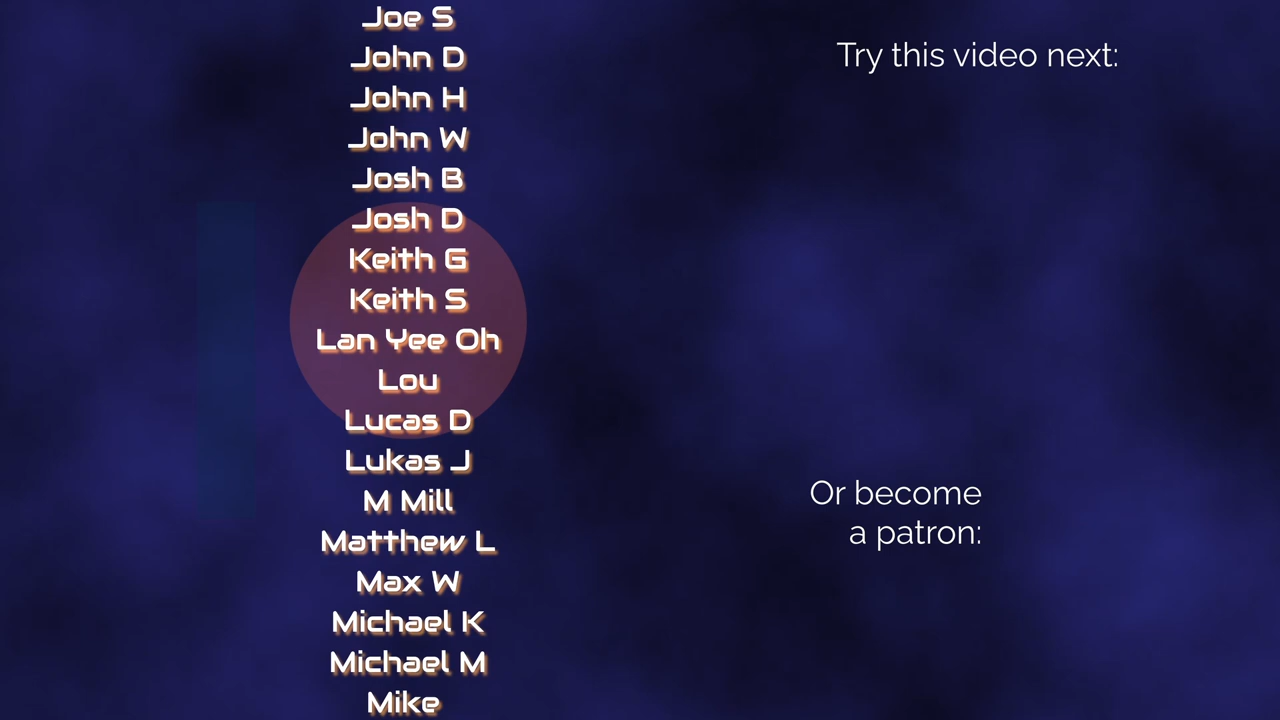 Joe S
John D
John H
John W
Josh B
Josh D
Keith G
Keith S
Lan Yee Oh
Lou
Lucas D
Lukas J
M Mill
Matthew L
Max W
Michael K
Michael M
Mike
Try this video next:
Or become
a patron: